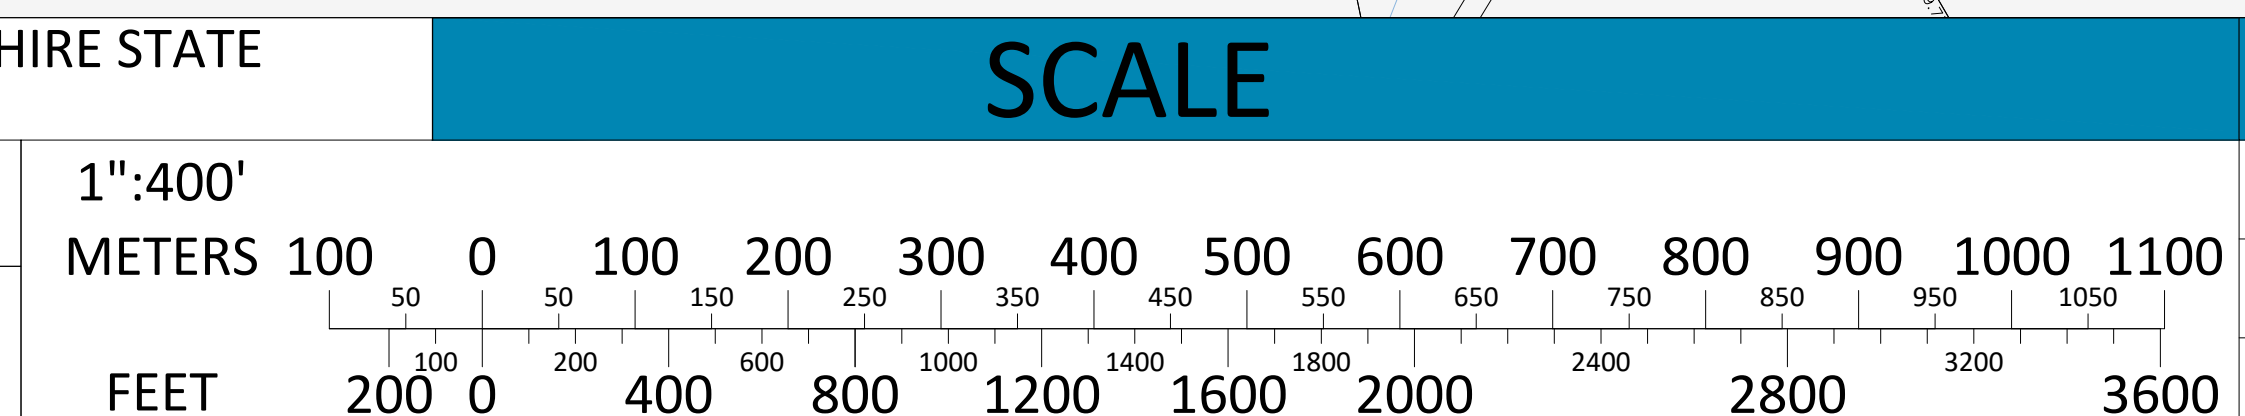 HIRE STATE
SCALE
1":400'
METERS 100 0 100 200 300 400 500 600 700 800 900 1000 1100
50 50 150 250 350 450 550 650 750 850 950 1050
100 200 600 1000 1400 1800 2400 3200
FEET 200 0 400 800 1200 1600 2000 2800 3600